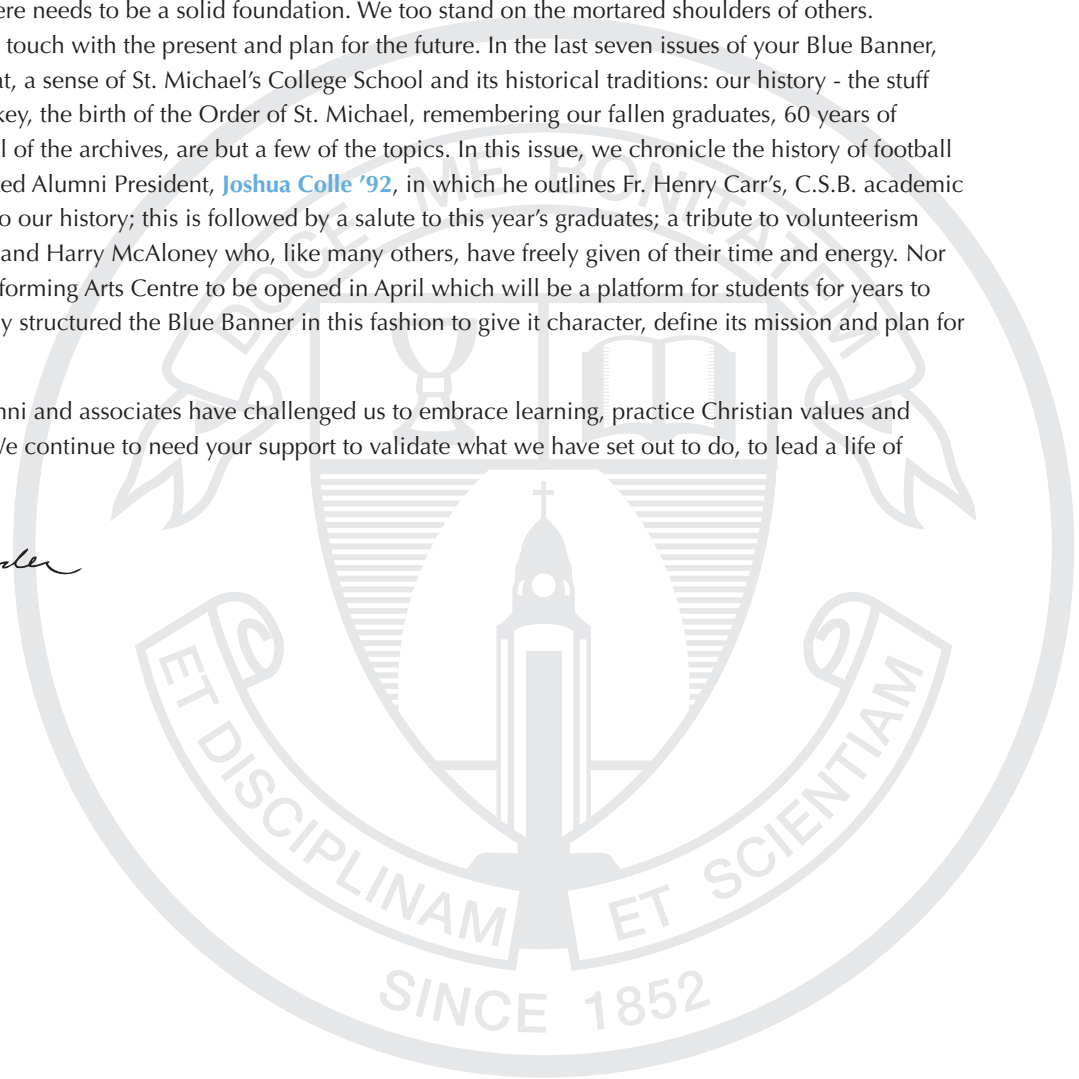 ere needs to be a solid foundation. We too stand on the mortared shoulders of others.
touch with the present and plan for the future. In the last seven issues of your Blue Banner,
at, a sense of St. Michael's College School and its historical traditions: our history - the stuff
key, the birth of the Order of St. Michael, remembering our fallen graduates, 60 years of
l of the archives, are but a few of the topics. In this issue, we chronicle the history of football
ed Alumni President, Joshua Colle '92, in which he outlines Fr. Henry Carr's, C.S.B. academic
o our history; this is followed by a salute to this year's graduates; a tribute to volunteerism
and Harry McAloney who, like many others, have freely given of their time and energy. Nor
forming Arts Centre to be opened in April which will be a platform for students for years to
y structured the Blue Banner in this fashion to give it character, define its mission and plan for
nni and associates have challenged us to embrace learning, practice Christian values and
We continue to need your support to validate what we have set out to do, to lead a life of
DOCE ME BONITATEM
ET DISCIPLINAM ET SCIENTIAM
SINCE 1852